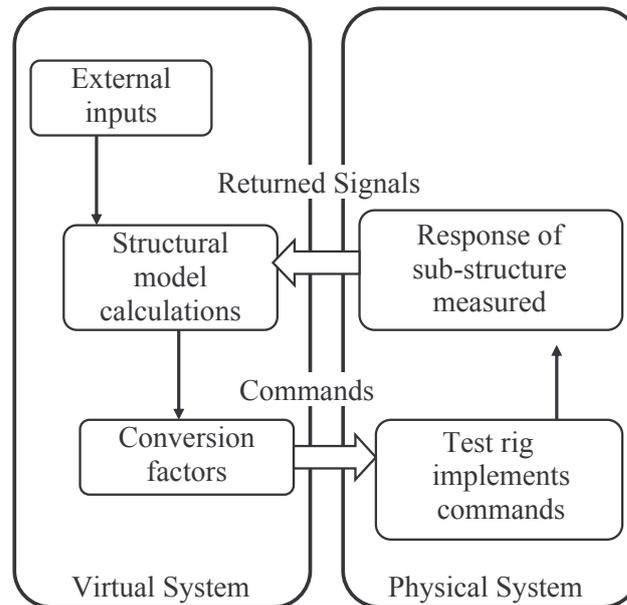 External
inputs
Returned Signals
Structural
model
calculations
Response of
sub-structure
measured
Commands
Conversion
factors
Test rig
implements
commands
Virtual System
Physical System